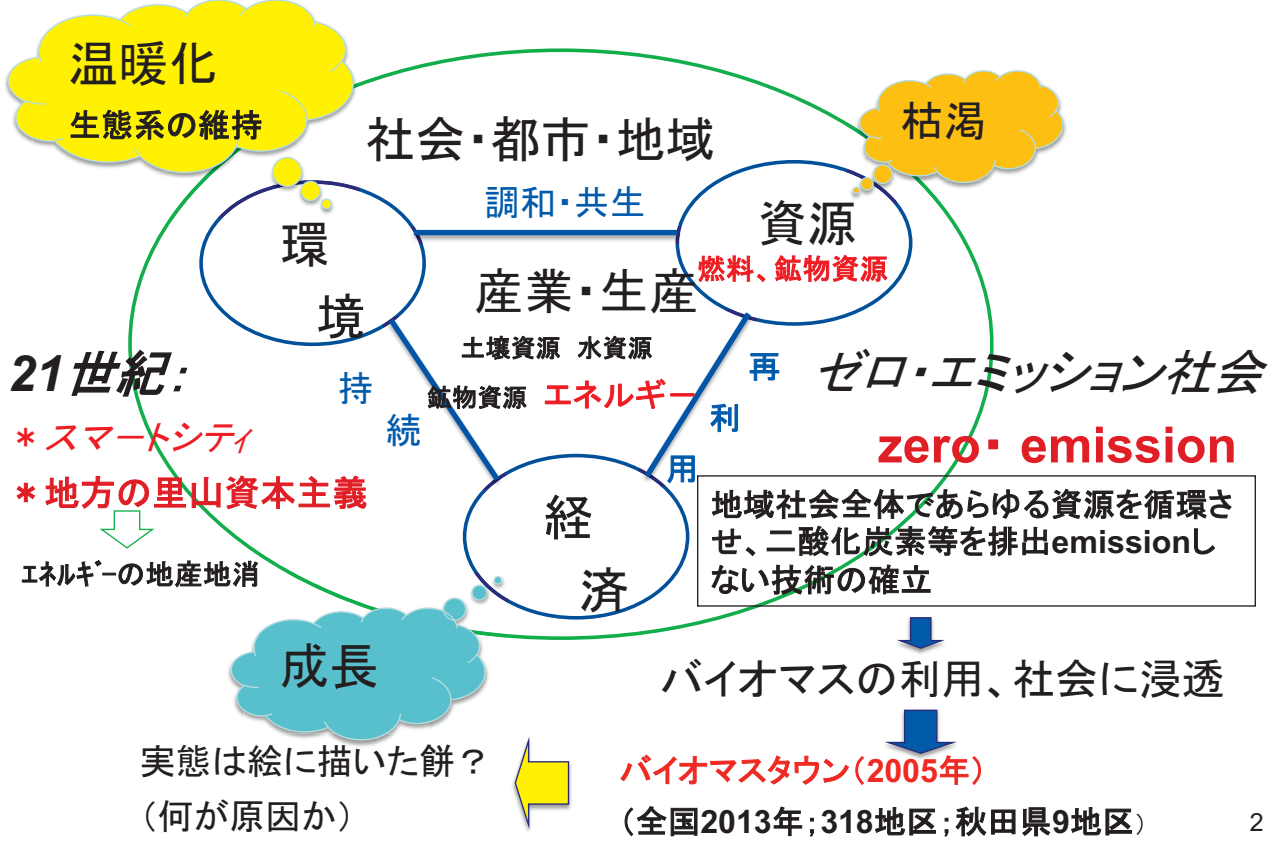 温暖化
生態系の維持
枯渇
社会・都市・地域
調和・共生
環
境
資源
燃料、鉱物資源
産業・生産
土壌資源 水資源
鉱物資源 エネルギー
持
続
再
利
用
経
済
成長
21世紀:
*スマートシティ
*地方の里山資本主義
エネルギーの地産地消
ゼロ・エミッション社会
zero・ emission
地域社会全体であらゆる資源を循環さ
せ、二酸化炭素等を排出emissionし
ない技術の確立
バイオマスの利用、社会に浸透
バイオマスタウン(2005年)
(全国2013年;318地区;秋田県9地区)
実態は絵に描いた餅?
(何が原因か)
2